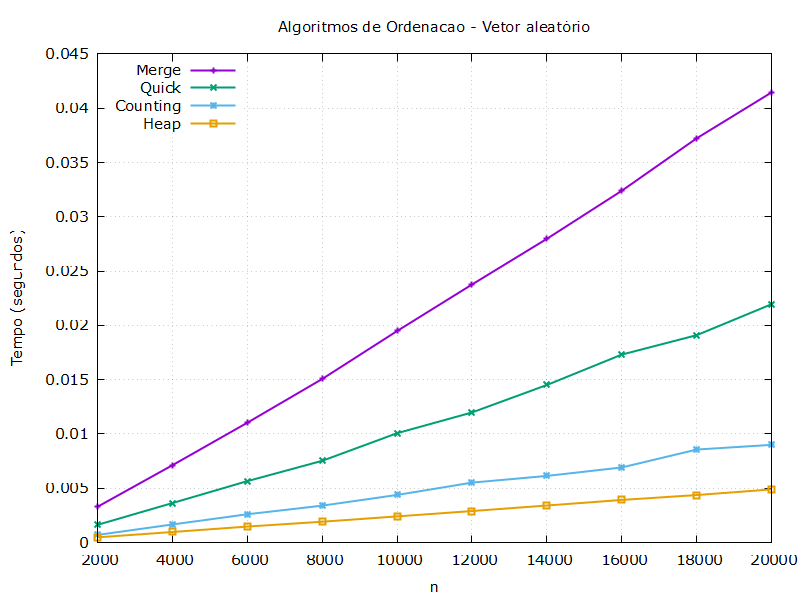 Algoritmos de Ordenacao - Vetor aleatório
0.045
0.04
0.035
0.03
0.025
0.02
0.015
0.01
0.005
0
Tempo (segundos)
Merge
Quick
Counting
Heap
2000 4000 6000 8000 10000 12000 14000 16000 18000 20000
n